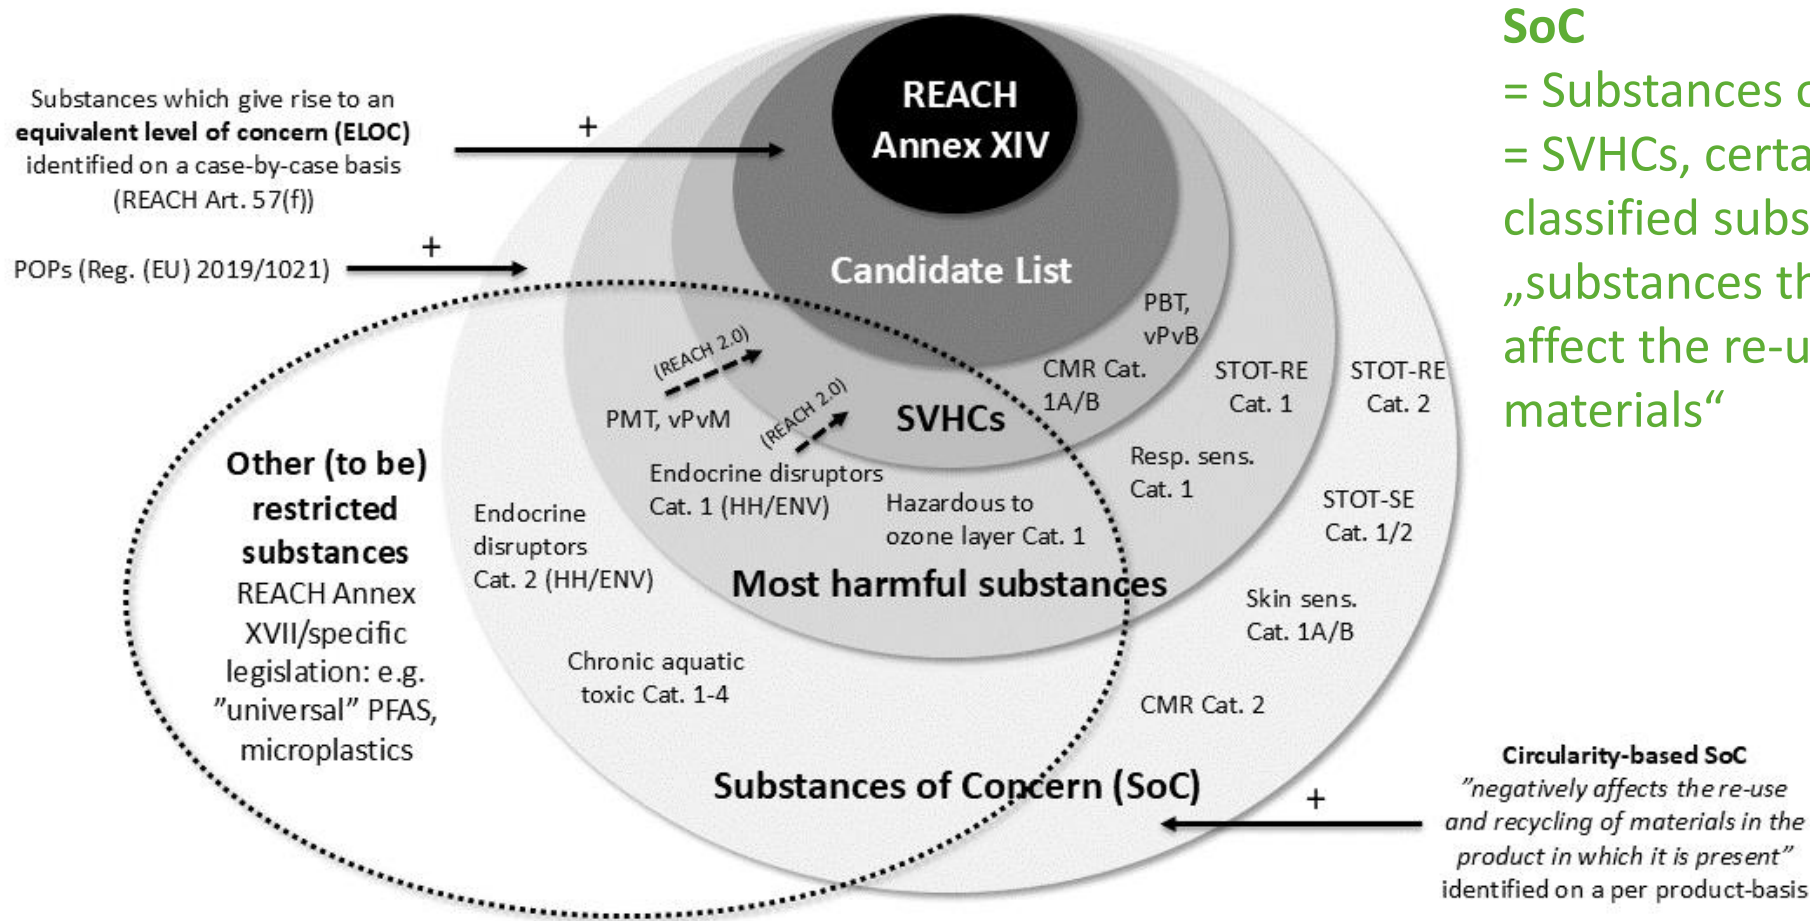 SoC
= Substances
= SVHCs,
classified
„substances
affect the
materials“
REACH
Annex XIV
Candidate List
PBT,
vPvB
CMR Cat.
1A/B
SVHCs
STOT-RE
Cat. 1
STOT-RE
Cat. 2
(REACH 2.0)
PMT, vPvM
(REACH 2.0)
Endocrine disruptors
Cat. 1 (HH/ENV)
Resp. sens.
Cat. 1
Hazardous to
ozone layer Cat. 1
STOT-SE
Cat. 1/2
Endocrine
disruptors
Cat. 2 (HH/ENV)
Most harmful substances
Skin sens.
Cat. 1A/B
Chronic aquatic
toxic Cat. 1-4
CMR Cat. 2
Substances of Concern (SoC)
Substances which give rise to an
equivalent level of concern (ELOC)
identified on a case-by-case basis
(REACH Art. 57(f))
+
POPs (Reg. (EU) 2019/1021)
+
Other (to be)
restricted
substances
REACH Annex
XVII/specific
legislation: e.g.
”universal” PFAS,
microplastics
+
Circularity-based SoC
”negatively affects the re-use
and recycling of materials in the
product in which it is present”
identified on a per product-basis